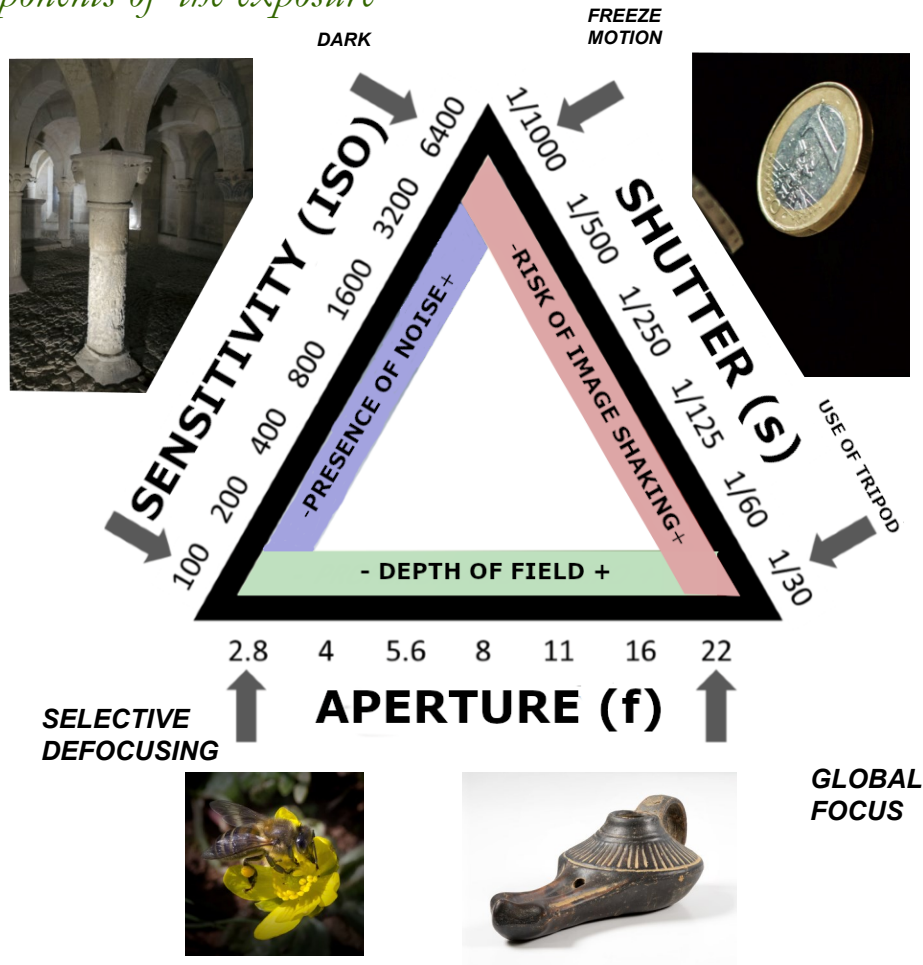 ponents of the exposure
DARK
FREEZE
MOTION
SENSITIVITY (ISO)
6400
3200
1600
800
400
200
100
1/1000
1/500
1/250
1/125
1/60
1/30
SHUTTER (s)
USE OF TRIPOD
-PRESENCE OF NOISE+
-RISK OF IMAGE SHAKING+
- DEPTH OF FIELD +
2.8 4 5.6 8 11 16 22
APERTURE (f)
SELECTIVE
DEFOCUSING
GLOBAL
FOCUS